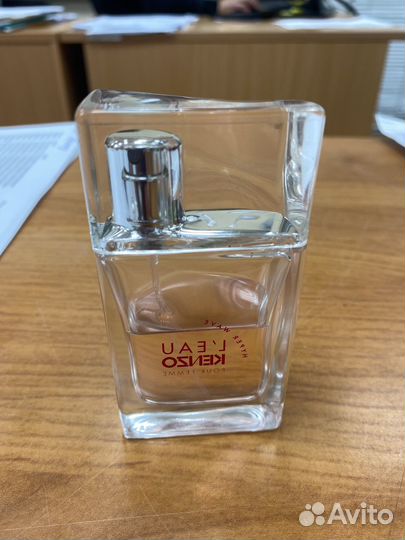 HYPER WAVE
L'EAU
KENZO
POUR FEMME
Avito